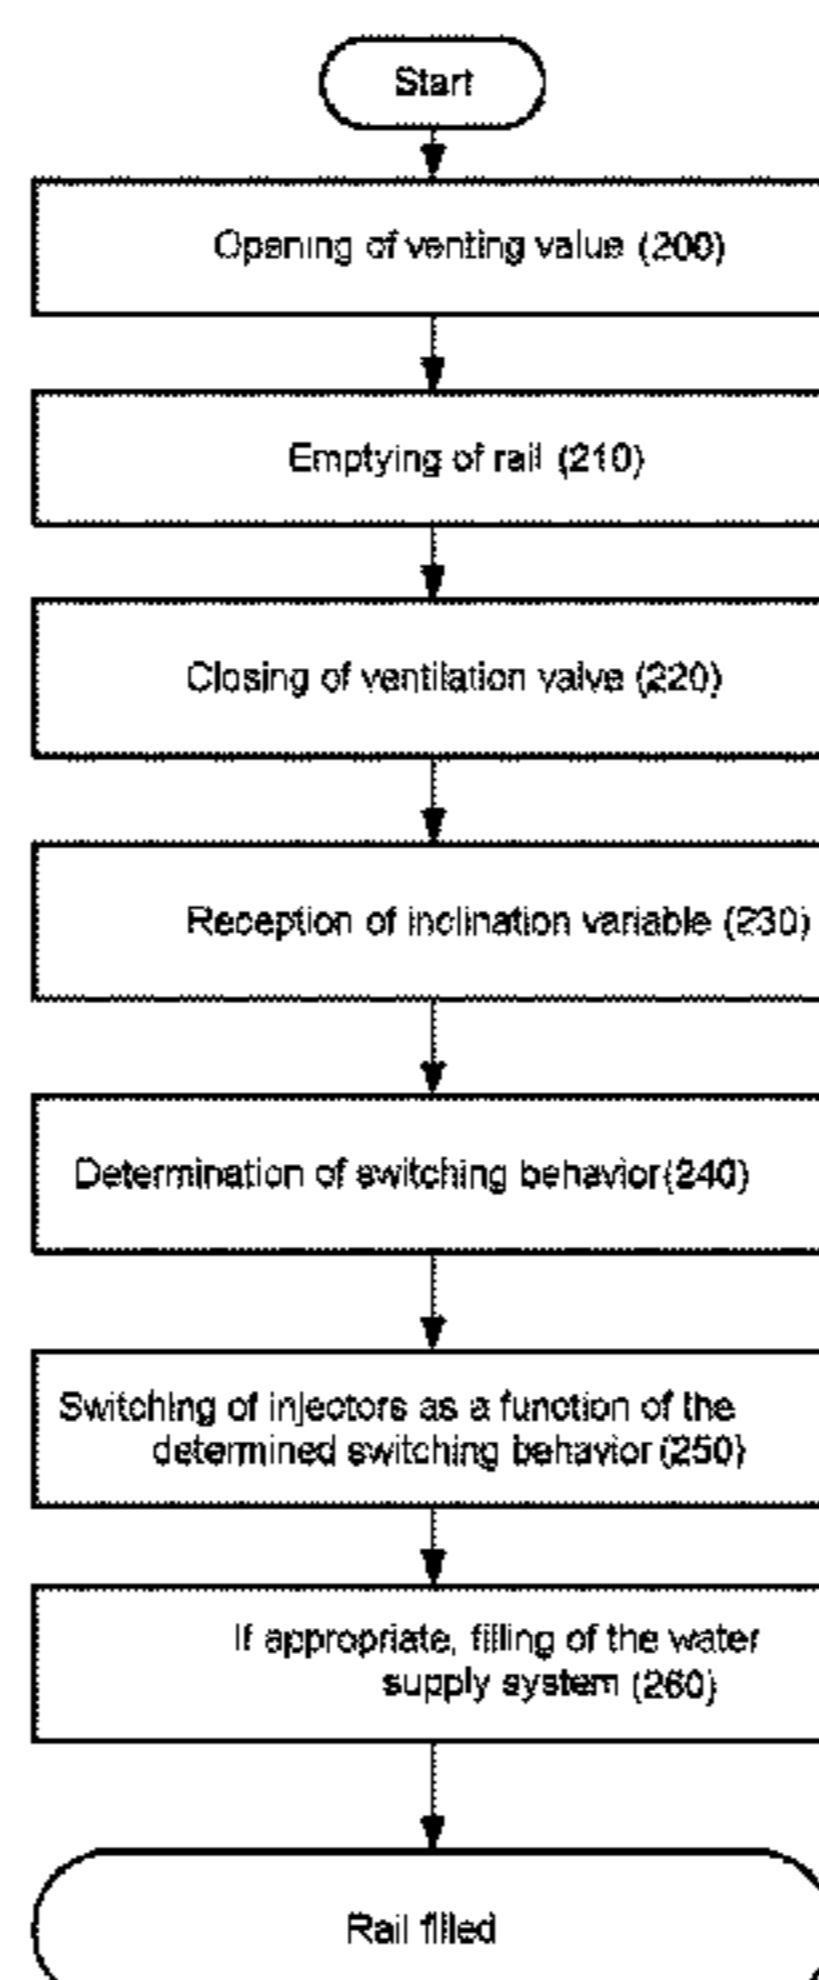 Start
Opening of venting value (200)
Emptying of rail (210)
Closing of ventilation valve (220)
Reception of inclination variable (230)
Determination of switching behavior(240)
Switching of injectors as a function of the
determined switching behavior (250)
If appropriate, filling of the water
supply system (260)
Rail filled